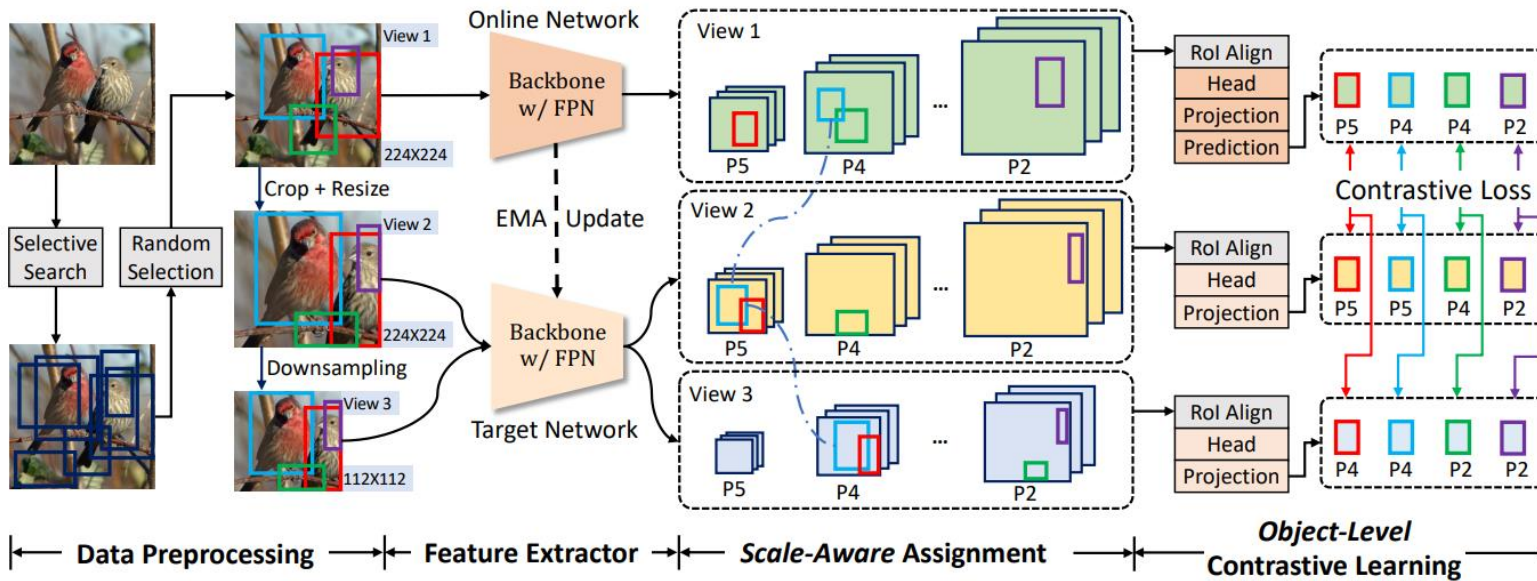 Online Network
View 1
224X224
Crop + Resize
View 2
224X224
Downsampling
View 3
112X112
Selective
Search
Random
Selection
Backbone
w/ FPN
EMA Update
Backbone
w/ FPN
Target Network
View 1
P5
P4
...
P2
View 2
P5
P4
...
P2
View 3
P5
P4
...
P2
RoI Align
Head
Projection
Prediction
P5 P4 P4 P2
Contrastive Loss
RoI Align
Head
Projection
P5 P5 P4 P2
RoI Align
Head
Projection
P4 P4 P2 P2
Data Preprocessing
Feature Extractor
Scale-Aware Assignment
Object-Level
Contrastive Learning